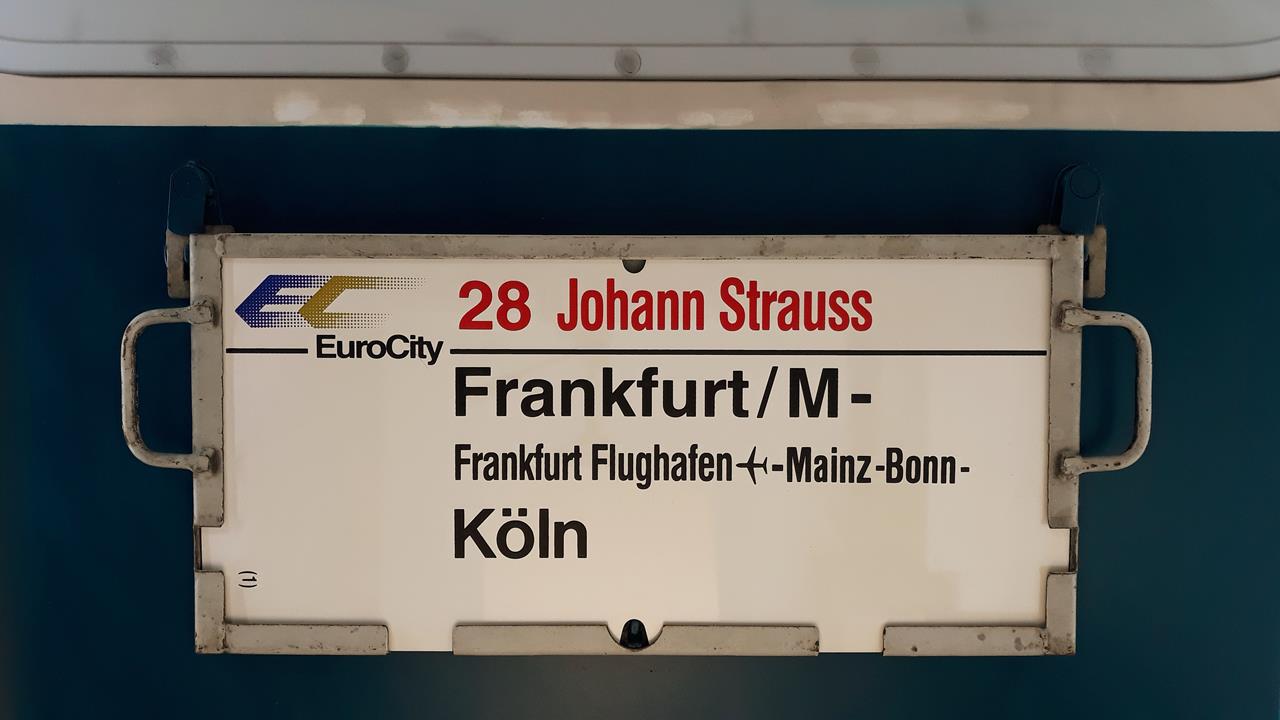 EC 28 Johann Strauss
EuroCity
Frankfurt/M-
Frankfurt Flughafen✈-Mainz-Bonn-
Köln
(1)